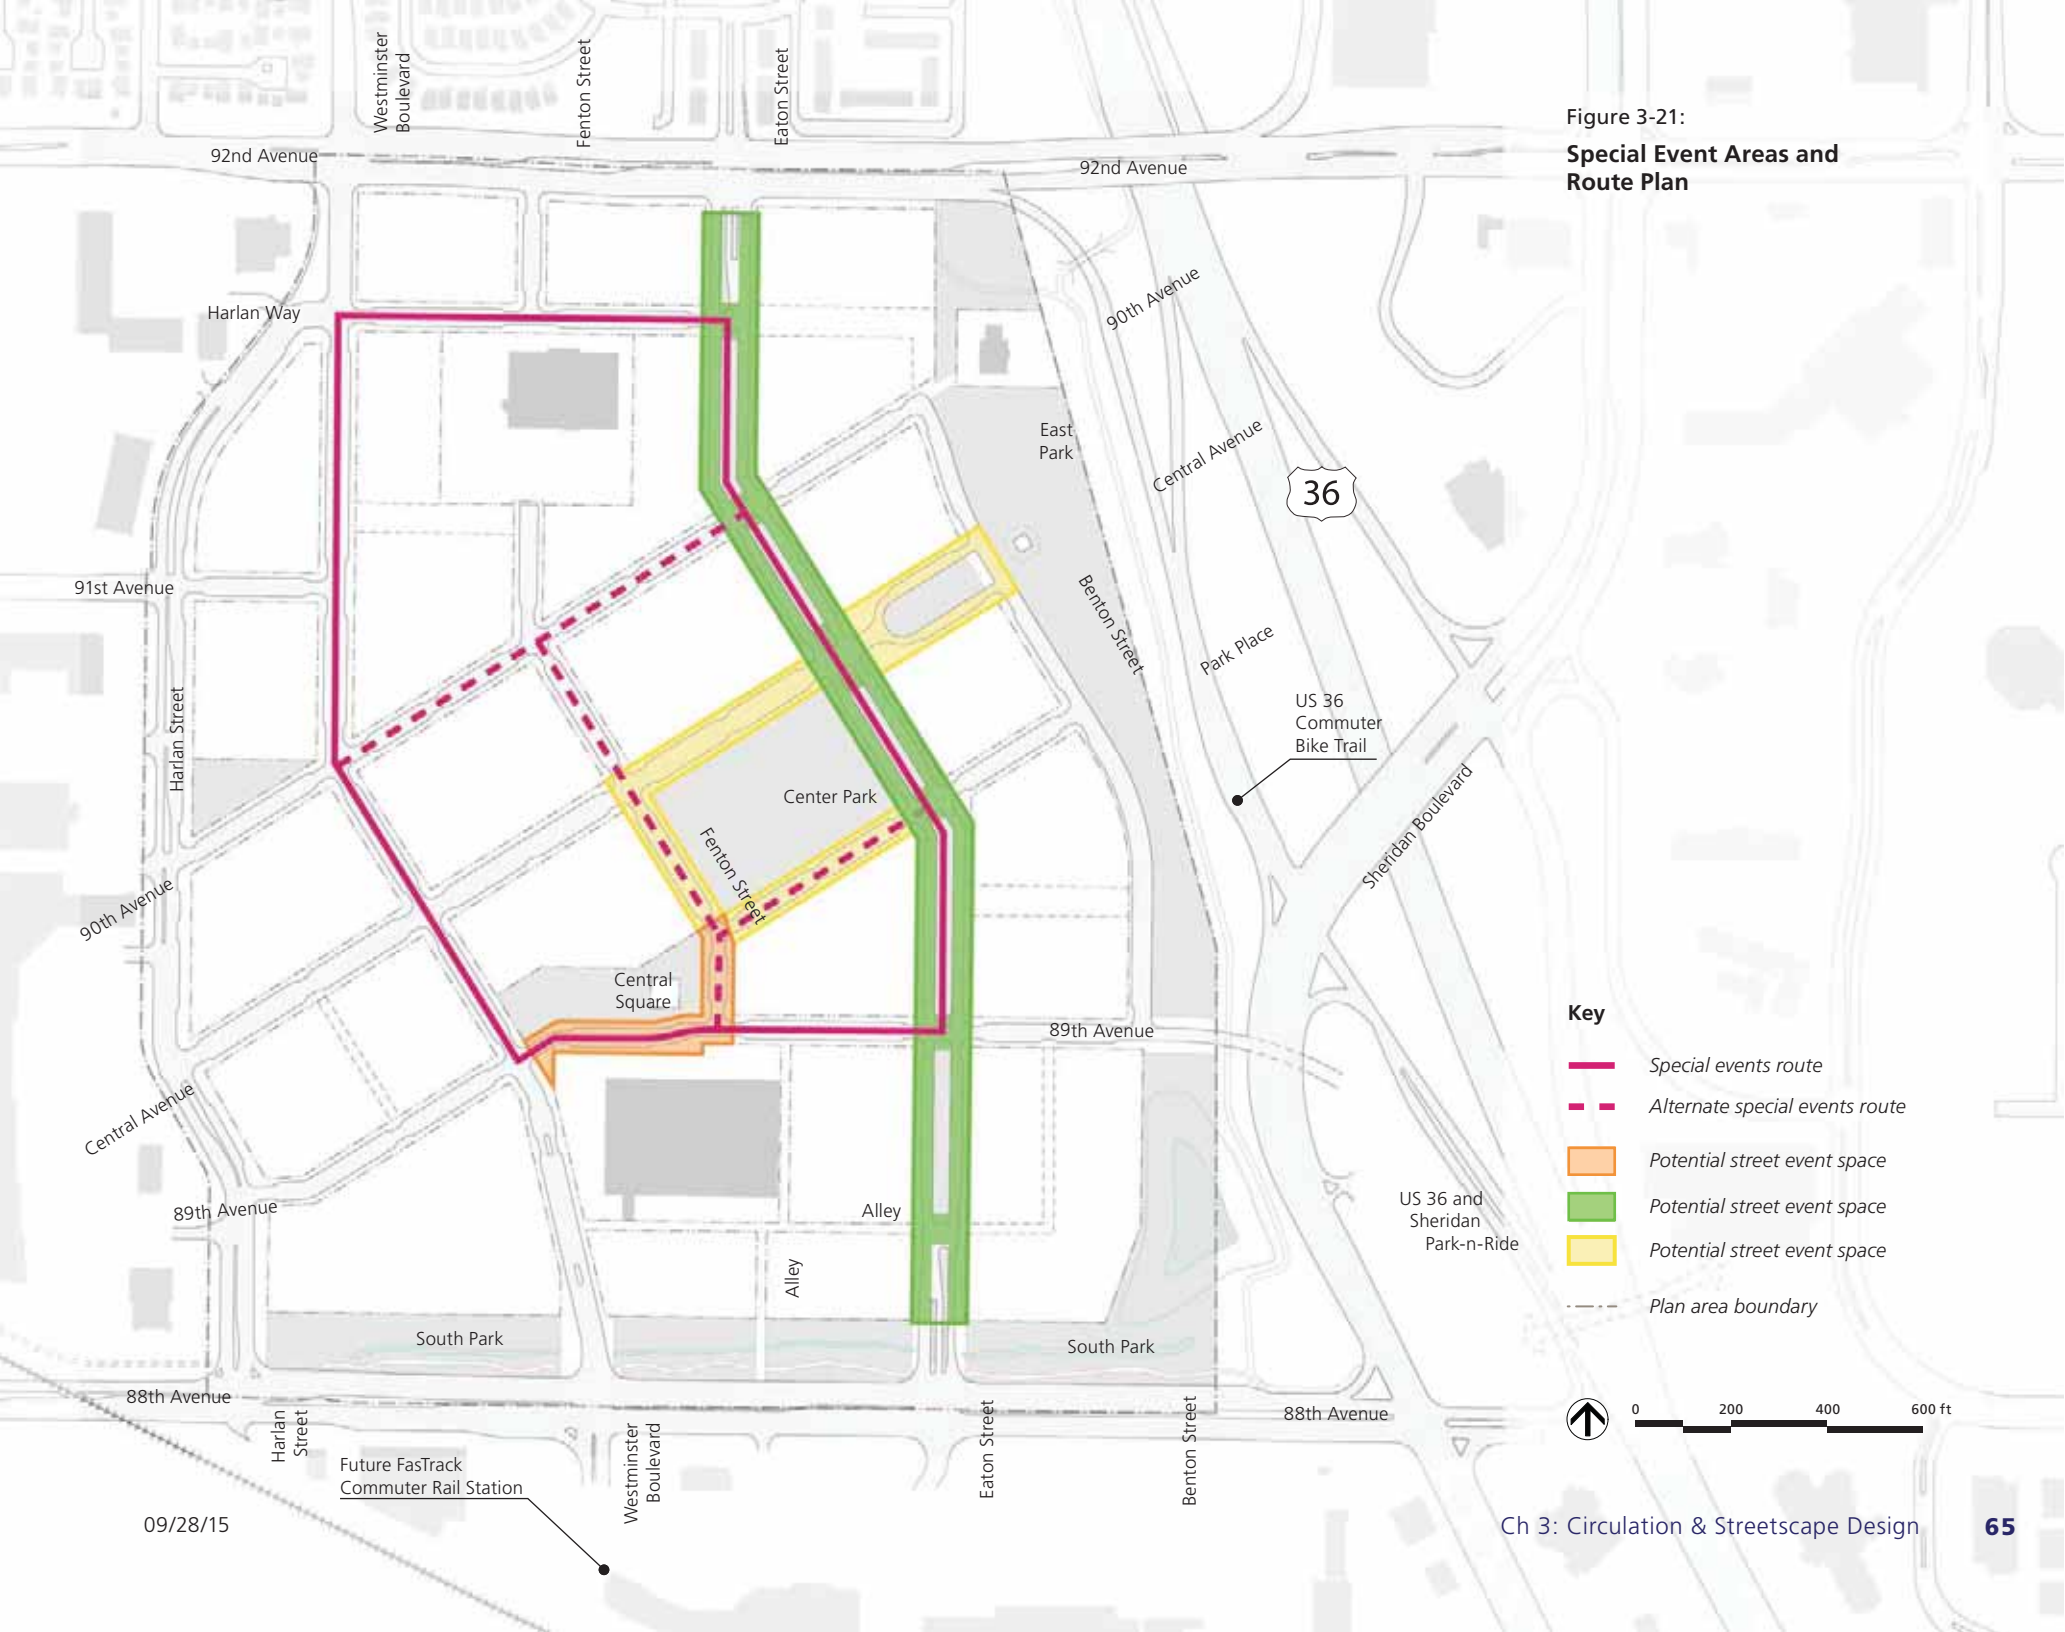 Westminster
Boulevard
Fenton Street
Eaton Street
92nd Avenue
92nd Avenue
Figure 3-21:
Special Event Areas and
Route Plan
Harlan Way
90th Avenue
East
Park
Central Avenue
36
91st Avenue
Benton Street
Park Place
Harlan Street
US 36
Commuter
Bike Trail
Center Park
Sheridan Boulevard
Fenton Street
90th Avenue
Central
Square
89th Avenue
Central Avenue
89th Avenue
Alley
Alley
US 36 and
Sheridan
Park-n-Ride
South Park
South Park
88th Avenue
88th Avenue
Harlan
Street
Westminster
Boulevard
Eaton Street
Benton Street
Future FasTrack
Commuter Rail Station
Key
Special events route
Alternate special events route
Potential street event space
Potential street event space
Potential street event space
Plan area boundary
0 200 400 600 ft
09/28/15
Ch 3: Circulation & Streetscape Design 65